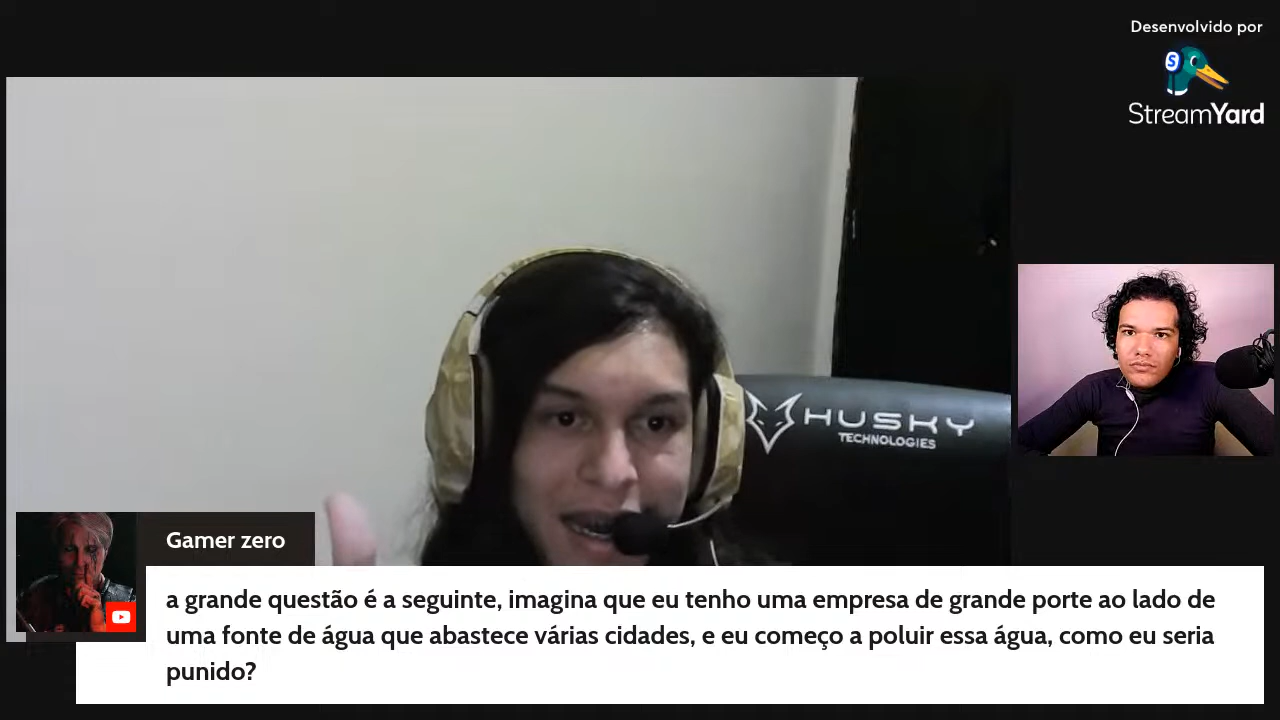 Desenvolvido por
StreamYard
HUSKY
TECHNOLOGIES
Gamer zero
a grande questão é a seguinte, imagina que eu tenho uma empresa de grande porte ao lado de
uma fonte de água que abastece várias cidades, e eu começo a poluir essa água, como eu seria
punido?